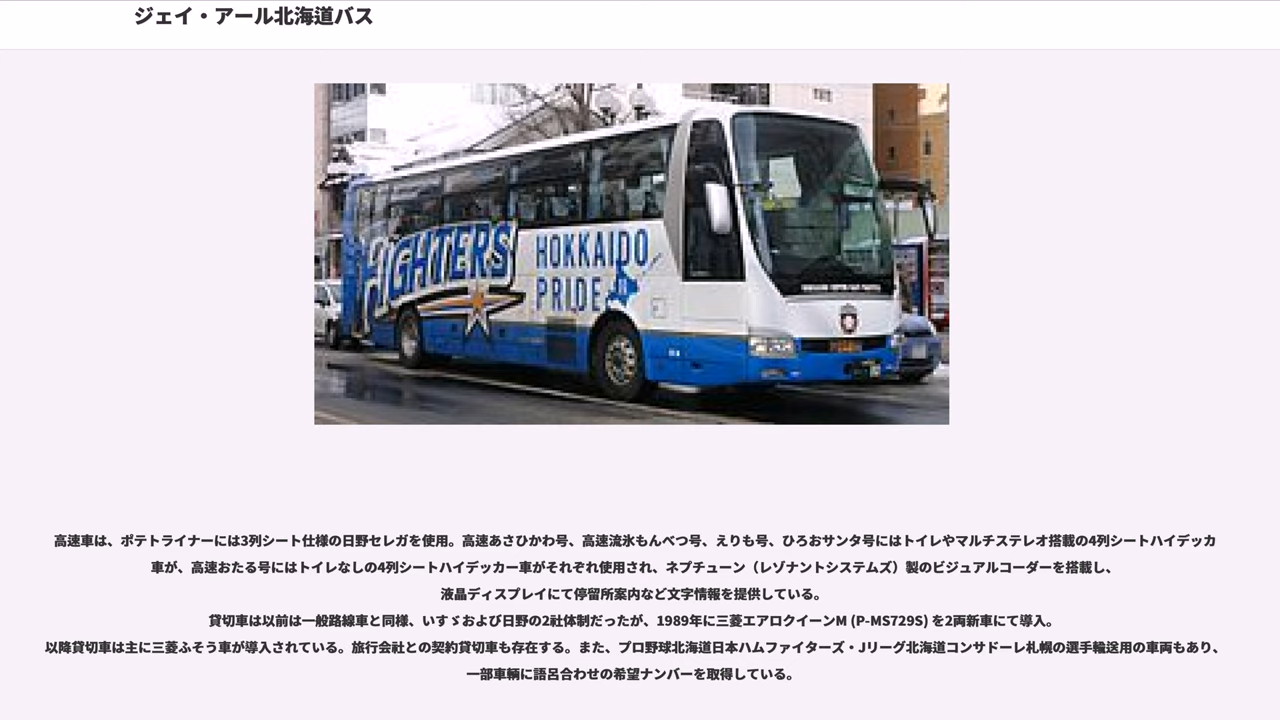 ジェイ・アール北海道バス
FIGHTERS
HOKKAIDO
PRIDE
高速車は、ポテトライナーには3列シート仕様の日野セレガを使用。高速あさひかわ号、高速流氷もんべつ号、えりも号、ひろおサンタ号にはトイレやマルチステレオ搭載の4列シートハイデッカ
車が、高速おたる号にはトイレなしの4列シートハイデッカー車がそれぞれ使用され、ネプチューン（レゾナントシステムズ）製のビジュアルコーダーを搭載し、
液晶ディスプレイにて停留所案内など文字情報を提供している。
貸切車は以前は一般路線車と同様、いすゞおよび日野の2社体制だったが、1989年に三菱エアロクイーンM (P-MS729S) を2両新車にて導入。
以降貸切車は主に三菱ふそう車が導入されている。旅行会社との契約貸切車も存在する。また、プロ野球北海道日本ハムファイターズ・Jリーグ北海道コンサドーレ札幌の選手輸送用の車両もあり、
一部車輌に語呂合わせの希望ナンバーを取得している。